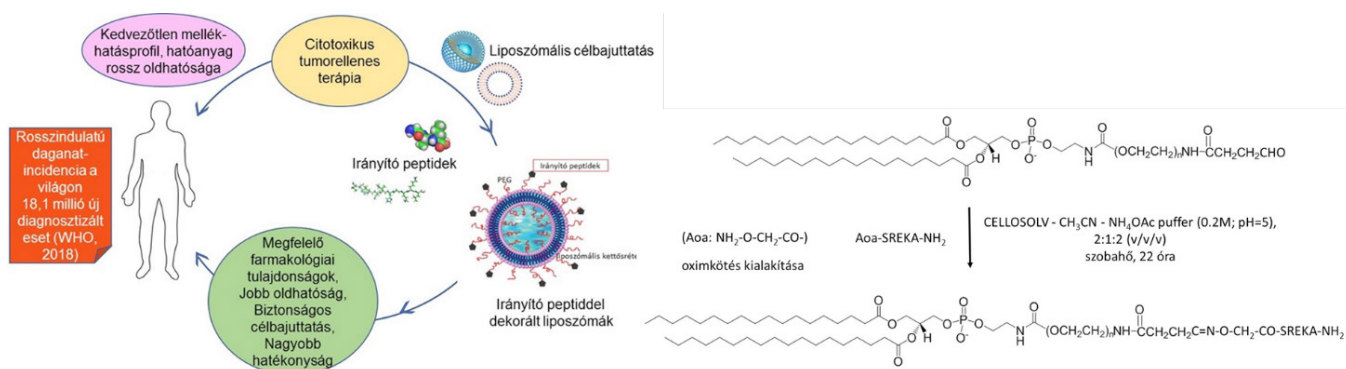 Kedvezőtlen mellék-
hatásprofil, hatóanyag
rossz oldhatósága
Citotoxikus
tumorellenes
terápia
Liposzómális célbajuttatás
Rosszindulatú
daganat-
incidencia a
világon
18,1 millió új
diagnosztizált
eset (WHO,
2018)
Irányító peptidek
Irányító peptidek
PEG
liposzómális kettősréte
Irányító peptiddel
dekorált liposzómák
Megfelelő
farmakológiai
tulajdonságok,
Jobb oldhatóság,
Biztonságos
célbajuttatás,
Nagyobb
hatékonyság
O O O O
O O-P-O N H (OCH₂CH₂)ₙNH CCH₂CH₂CHO
O H O⁻
O
(Aoa: NH₂-O-CH₂-CO-)
oximkötés kialakítása
Aoa-SREKA-NH₂
CELLOSOLV - CH₃CN - NH₄OAc puffer (0.2M; pH=5),
2:1:2 (v/v/v)
szobahő, 22 óra
O O O O
O O-P-O N H (OCH₂CH₂)ₙNH CCH₂CH₂C=N-O-CH₂-CO-SREKA-NH₂
O H O⁻
O